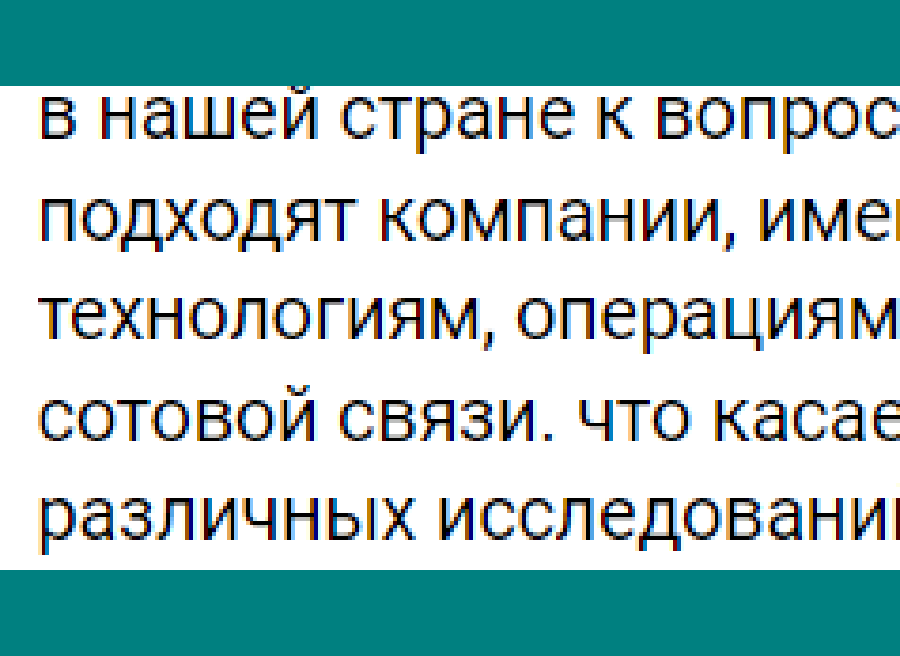 в нашей стране к вопрос
подходят компании, име
технологиям, операциям
сотовой связи. что касае
различных исследовани